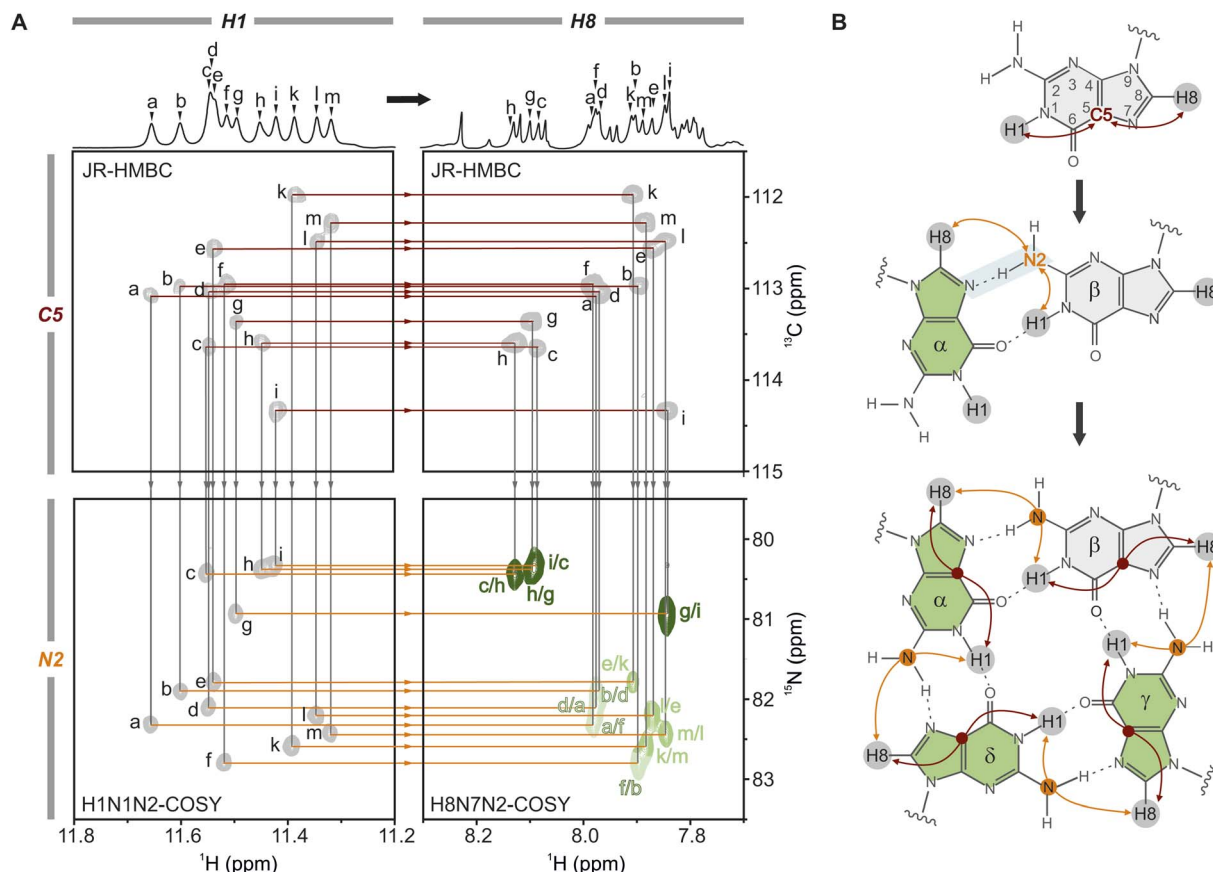 A
H1
H8
B
d
c e
f g
a b h i k l m
f b i
a d k m e l
h g c
JR-HMBC
JR-HMBC
k k
m m
l l
e e
b f f b
a d a d
g g
h h
c c
i i
112
113
114
115
13C (ppm)
C5
N2
h i
c
g
e
b
d
a
l
m
k
f
i/c
c/h
h/g
g/i
e/k
b/d
d/a
l/e
a/f
m/l
k/m
f/b
80
81
82
83
15N (ppm)
H1N1N2-COSY
H8N7N2-COSY
11.8 11.6 11.4 11.2
8.2 8.0 7.8
1H (ppm)
1H (ppm)
H
H N N N
2 3 4 9
1 N 6 5 7 8
H1 C5 N H8
O
H8 H
N2
N N H N N
H β H8
N N H1 N N
α O O
N N
H N H1
H
H8 H
N N
N N H N N
β H8
N N H1 N N
α O O
N N H1 N H
H N H1 N
H O H1 O γ N
N N N
H8 δ H N
N N N N
H H8